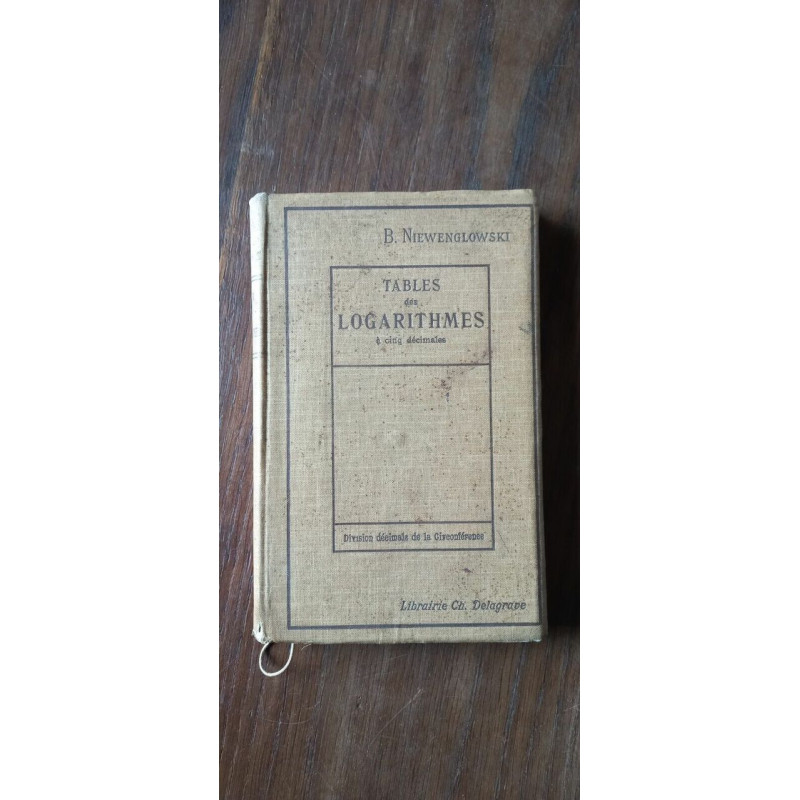 B. NIEWENGLOWSKI
TABLES
des
LOGARITHMES
à cinq décimales
Division décimale de la Circonférence
Librairie Ch. Delagrave